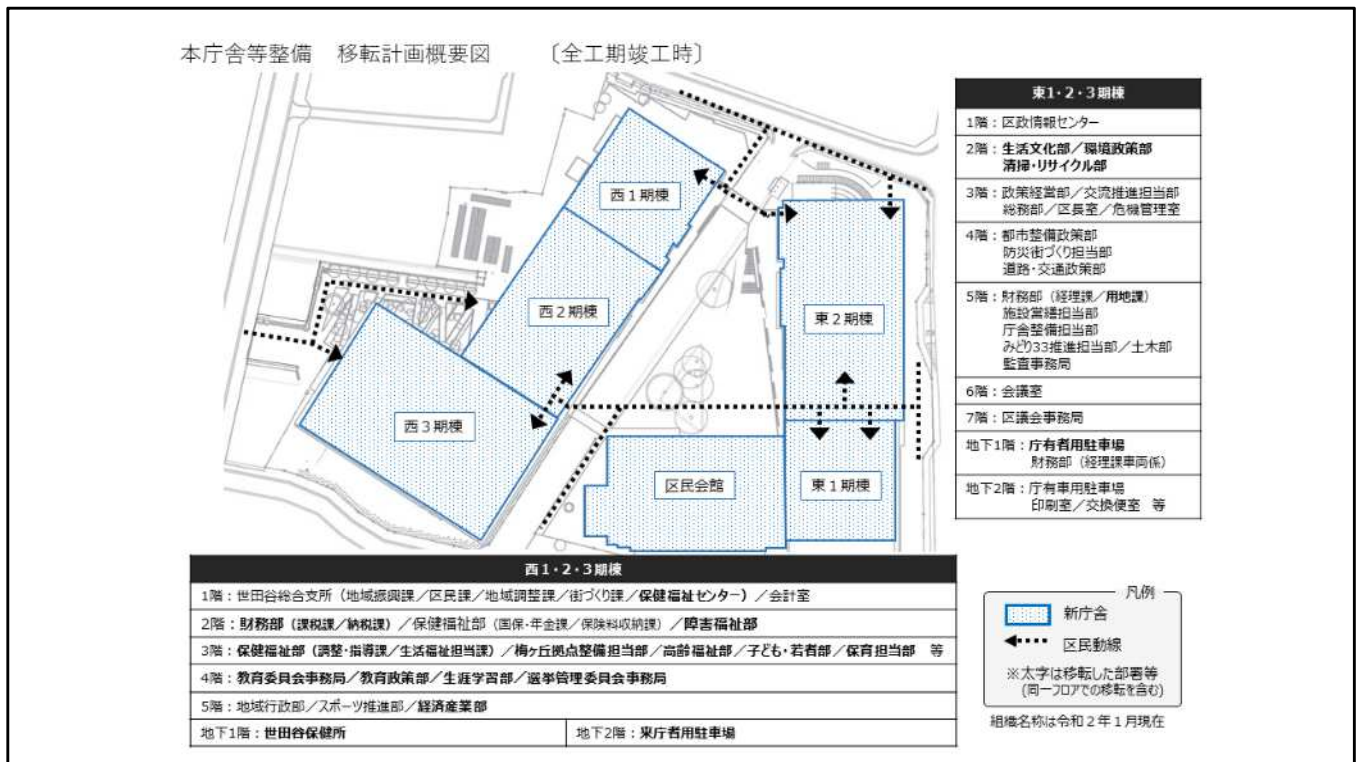 本庁舎等整備 移転計画概要図 〔全工期竣工時〕
西1期棟
西2期棟
西3期棟
東2期棟
区民会館
東1期棟
東1・2・3期棟
1階：区政情報センター
2階：生活文化部／環境政策部
清掃・リサイクル部
3階：政策経営部／交流推進担当部
総務部／区長室／危機管理室
4階：都市整備政策部
防災街づくり担当部
道路・交通政策部
5階：財務部（経理課／用地課）
施設営繕担当部
庁舎整備担当部
みどり33推進担当部／土木部
監査事務局
6階：会議室
7階：区議会事務局
地下1階：庁有車用駐車場
財務部（経理課車両係）
地下2階：庁有車用駐車場
印刷室／交換便室 等
西1・2・3期棟
1階：世田谷総合支所（地域振興課／区民課／地域調整課／街づくり課／保健福祉センター）／会計室
2階：財務部（課税課／納税課）／保健福祉部（国保・年金課／保険料収納課）／障害福祉部
3階：保健福祉部（調整・指導課／生活福祉担当課）／梅ヶ丘拠点整備担当部／高齢福祉部／子ども・若者部／保育担当部 等
4階：教育委員会事務局／教育政策部／生涯学習部／選挙管理委員会事務局
5階：地域行政部／スポーツ推進部／経済産業部
地下1階：世田谷保健所
地下2階：来庁者用駐車場
凡例
新庁舎
区民動線
※太字は移転した部署等
(同一フロアでの移転を含む)
組織名称は令和2年1月現在